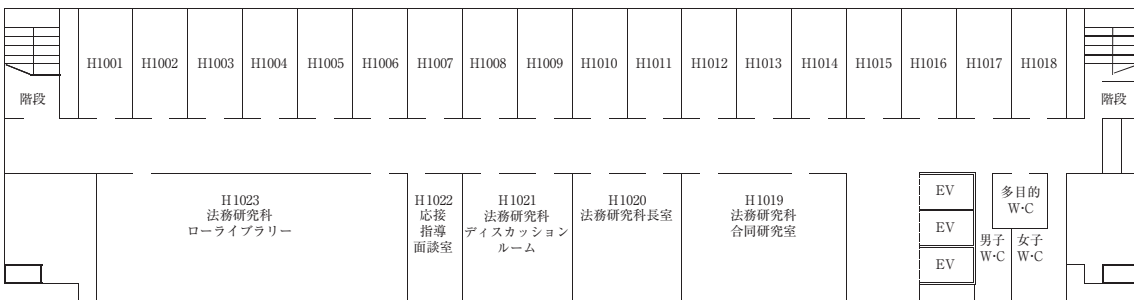 H1001
H1002
H1003
H1004
H1005
H1006
H1007
H1008
H1009
H1010
H1011
H1012
H1013
H1014
H1015
H1016
H1017
H1018
階段
階段
H1023
法務研究科
ローライブラリー
H1022
応接
指導
面談室
H1021
法務研究科
ディスカッション
ルーム
H1020
法務研究科長室
H1019
法務研究科
合同研究室
EV
EV
EV
多目的
W·C
男子
W·C
女子
W·C